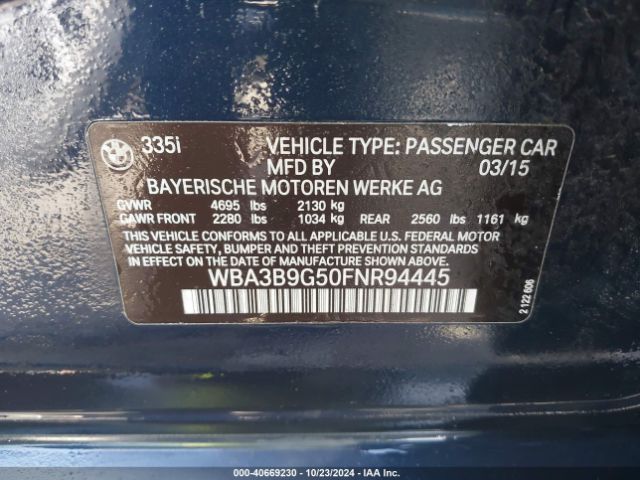 335i VEHICLE TYPE: PASSENGER CAR
MFD BY 03/15
BAYERISCHE MOTOREN WERKE AG
GVWR 4695 lbs 2130 kg
GAWR FRONT 2280 lbs 1034 kg REAR 2560 lbs 1161 kg
THIS VEHICLE CONFORMS TO ALL APPLICABLE U.S. FEDERAL MOTOR
VEHICLE SAFETY, BUMPER AND THEFT PREVENTION STANDARDS
IN EFFECT ON THE DATE OF MANUFACTURE SHOWN ABOVE.
WBA3B9G50FNR94445
2 122 606
000-40669230 - 10/23/2024 - IAA Inc.